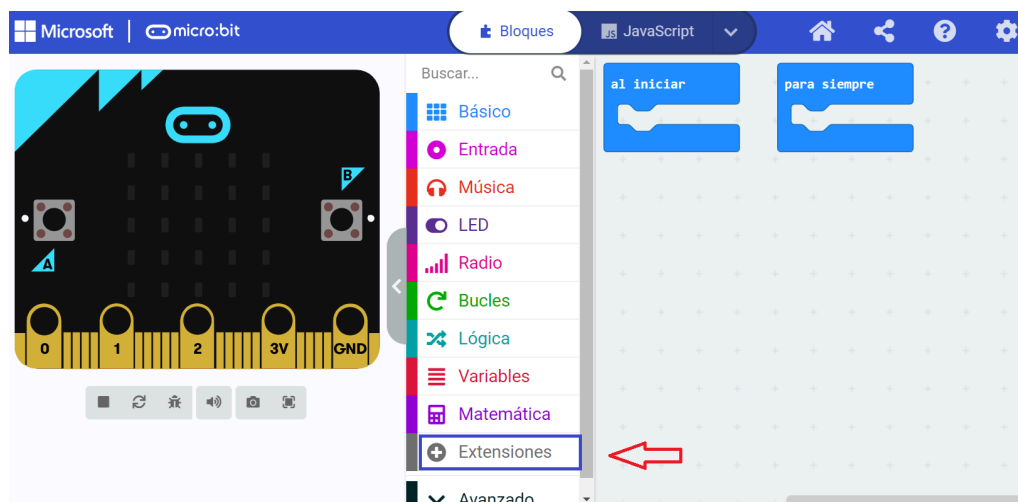 Microsoft micro:bit Bloques JS JavaScript
Buscar...
al iniciar
para siempre
Básico
Entrada
Música
LED
Radio
Bucles
Lógica
Variables
Matemática
Extensiones
Avanzado
B
A
0 1 2 3V GND